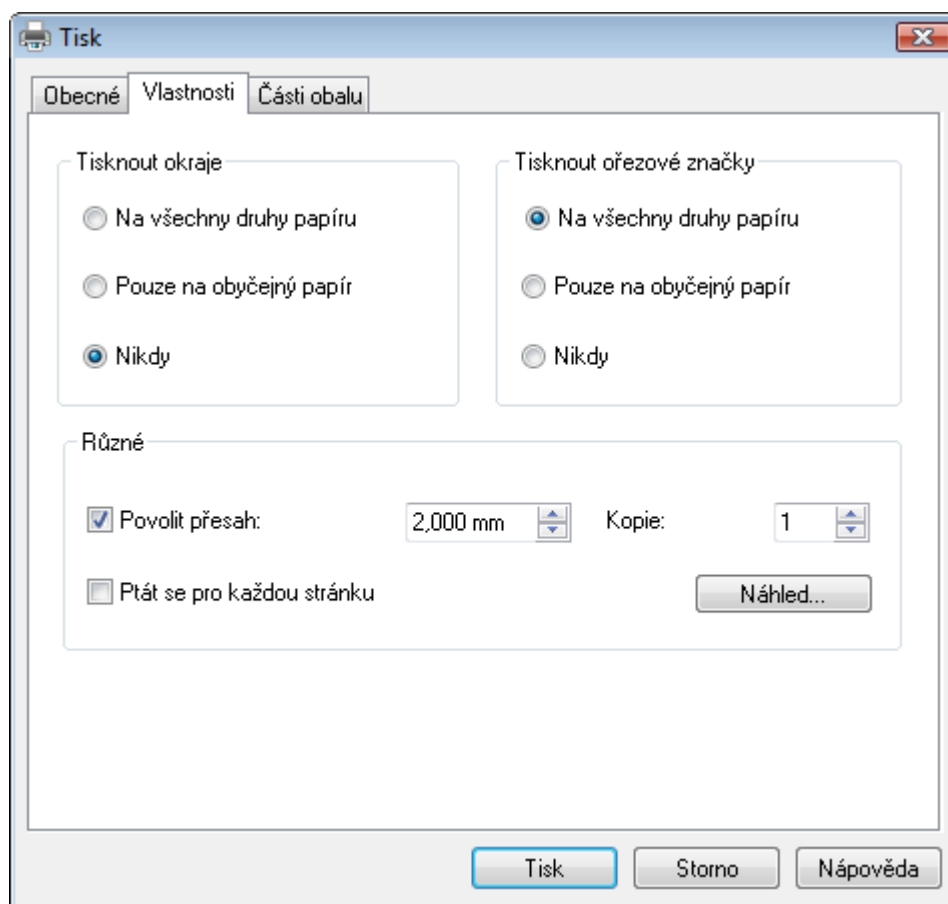 Tisk
Obecné Vlastnosti Části obalu
Tisknout okraje
Na všechny druhy papíru
Pouze na obyčejný papír
Nikdy
Tisknout ořezové značky
Na všechny druhy papíru
Pouze na obyčejný papír
Nikdy
Různé
Povolit přesah: 2,000 mm Kopie: 1
Ptát se pro každou stránku Náhled...
Tisk Storno Nápověda